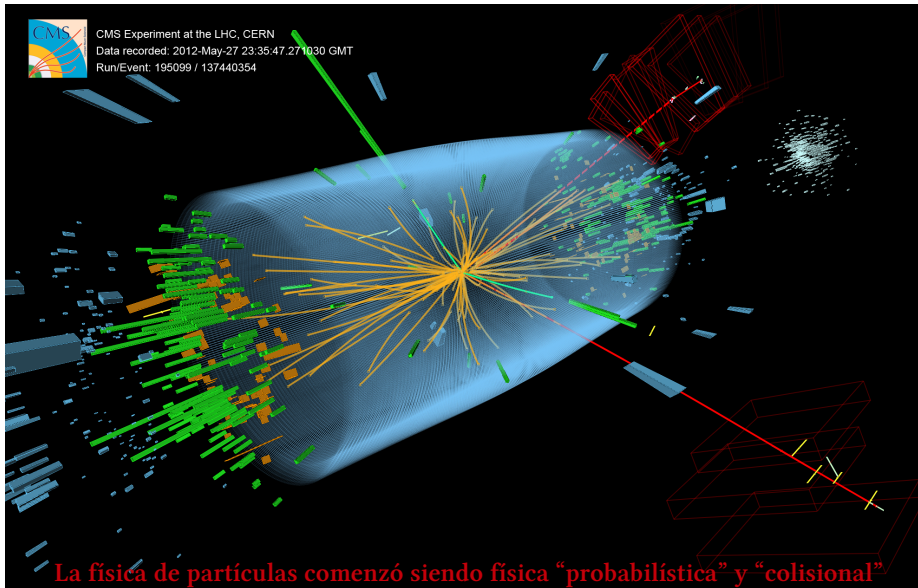 CMS
CMS Experiment at the LHC, CERN
Data recorded: 2012-May-27 23:35:47.271030 GMT
Run/Event: 195099 / 137440354
La física de partículas comenzó siendo física “probabilística” y “colisional”